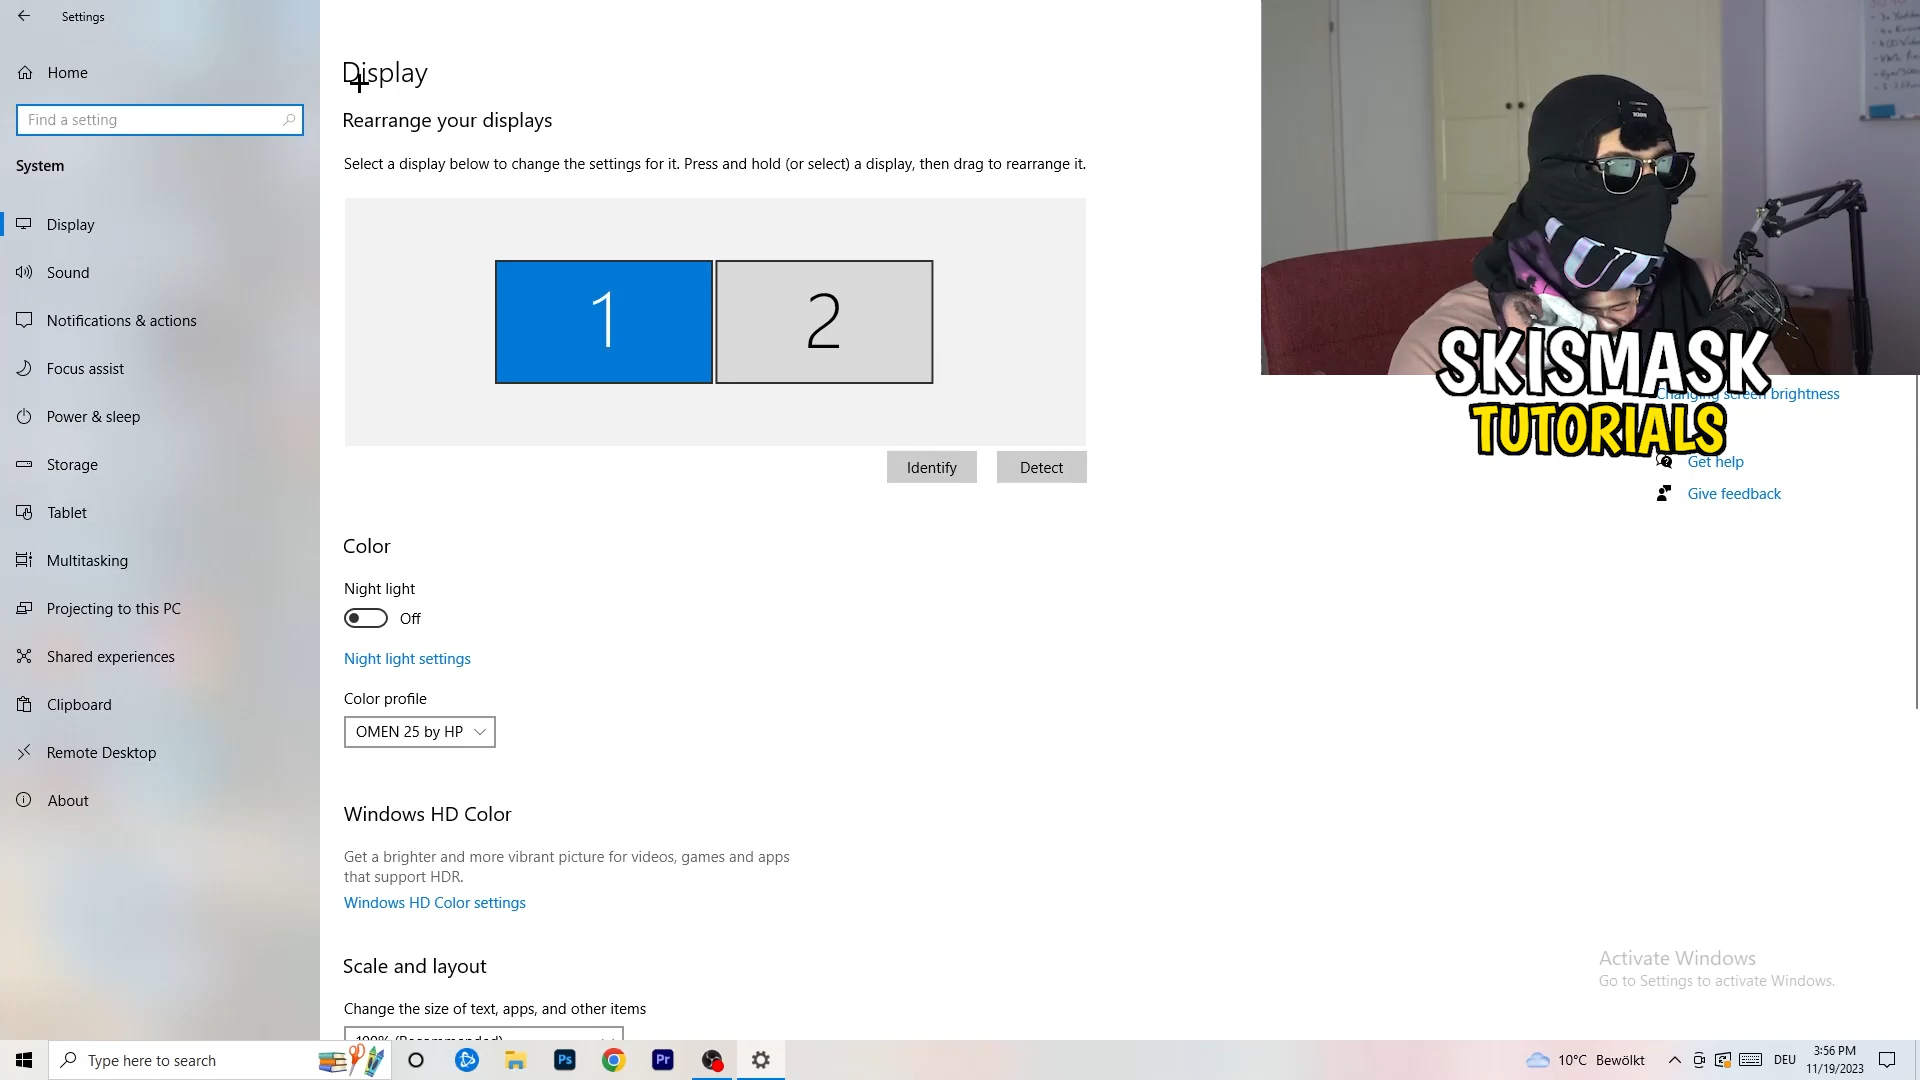 Settings
Home
Find a setting
System
Display
Sound
Notifications & actions
Focus assist
Power & sleep
Storage
Tablet
Multitasking
Projecting to this PC
Shared experiences
Clipboard
Remote Desktop
About
Display
Rearrange your displays
Select a display below to change the settings for it. Press and hold (or select) a display, then drag to rearrange it.
1
2
Identify
Detect
Color
Night light
Off
Night light settings
Color profile
OMEN 25 by HP
Windows HD Color
Get a brighter and more vibrant picture for videos, games and apps
that support HDR.
Windows HD Color settings
Scale and layout
Change the size of text, apps, and other items
100% (Recommended)
SKISMASK
TUTORIALS
Changing screen brightness
Get help
Give feedback
Activate Windows
Go to Settings to activate Windows.
Type here to search
Ps
Pr
10°C Bewölkt
DEU
3:56 PM
11/19/2023